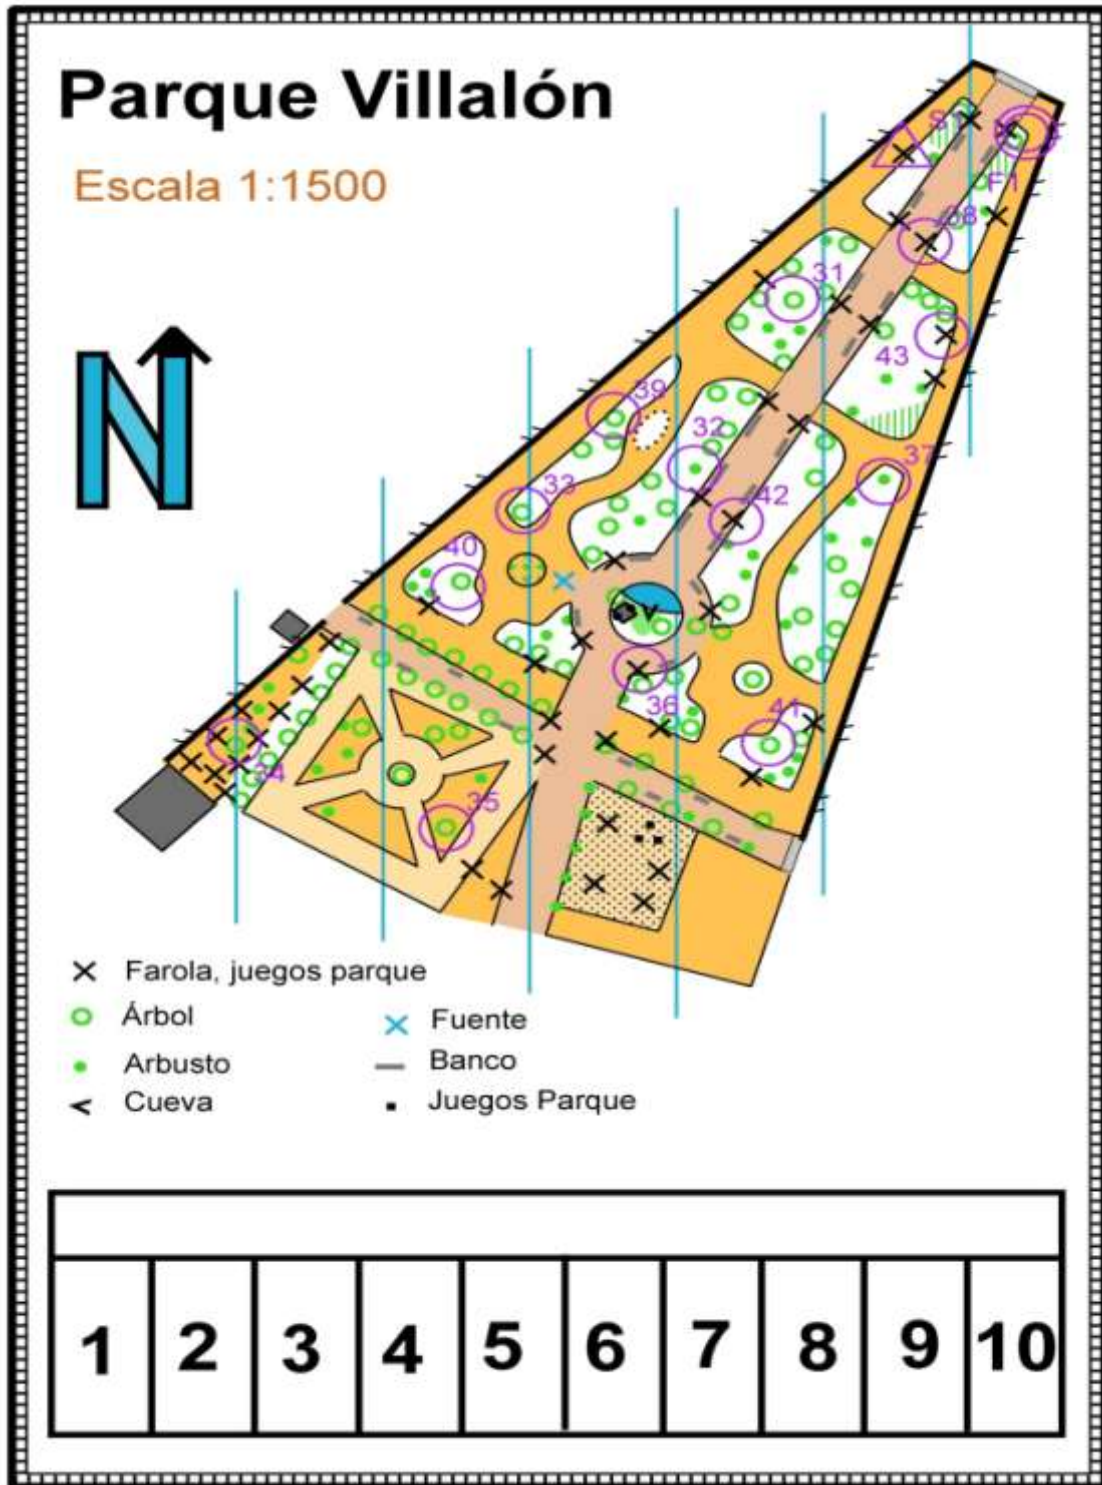 Parque Villalón
Escala 1:1500
N
S1
F1
38
31
43
39
32
37
33
42
40
36
41
34
35
Farola, juegos parque
Árbol
Fuente
Arbusto
Banco
Cueva
Juegos Parque
1 2 3 4 5 6 7 8 9 10